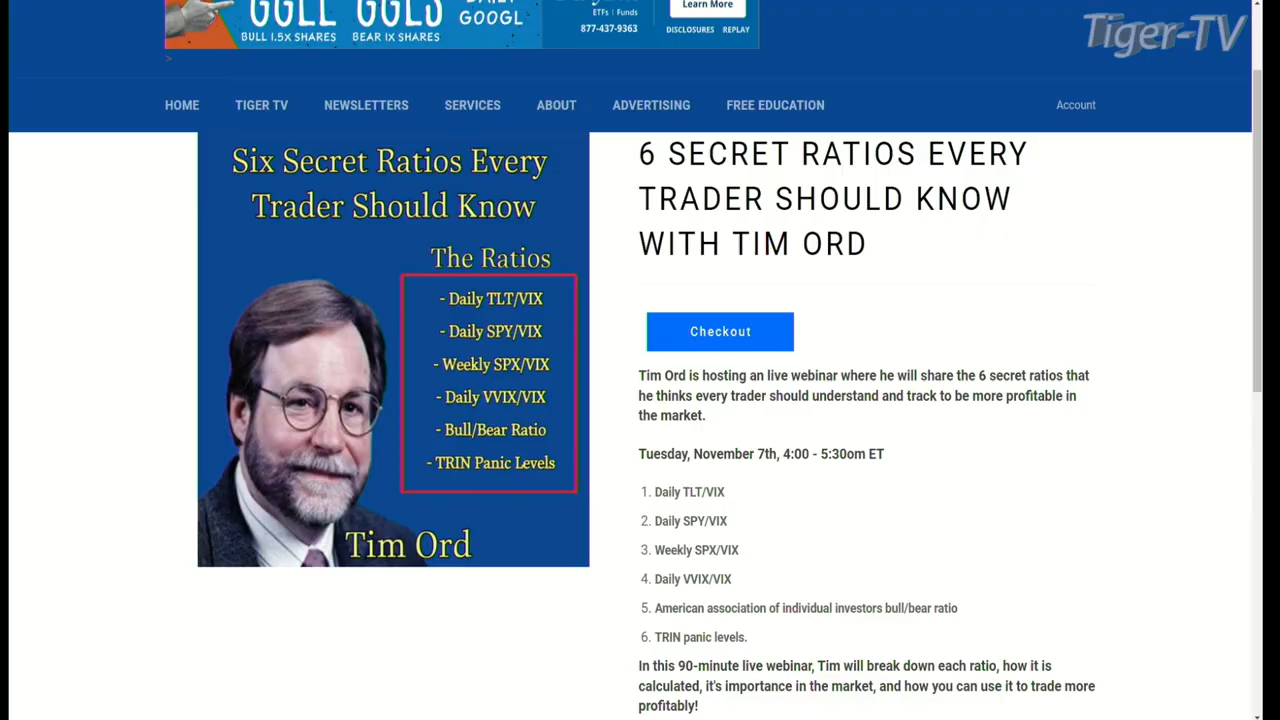 GGLL GGLS
DAILY
GOOGL
BULL 1.5X SHARES BEAR 1X SHARES
ETFs | Funds
877-437-9363
Learn More
DISCLOSURES REPLAY
Tiger-TV
>
HOME TIGER TV NEWSLETTERS SERVICES ABOUT ADVERTISING FREE EDUCATION Account
Six Secret Ratios Every
Trader Should Know
The Ratios
- Daily TLT/VIX
- Daily SPY/VIX
- Weekly SPX/VIX
- Daily VVIX/VIX
- Bull/Bear Ratio
- TRIN Panic Levels
Tim Ord
6 SECRET RATIOS EVERY
TRADER SHOULD KNOW
WITH TIM ORD
Checkout
Tim Ord is hosting an live webinar where he will share the 6 secret ratios that
he thinks every trader should understand and track to be more profitable in
the market.
Tuesday, November 7th, 4:00 - 5:30om ET
1. Daily TLT/VIX
2. Daily SPY/VIX
3. Weekly SPX/VIX
4. Daily VVIX/VIX
5. American association of individual investors bull/bear ratio
6. TRIN panic levels.
In this 90-minute live webinar, Tim will break down each ratio, how it is
calculated, it's importance in the market, and how you can use it to trade more
profitably!